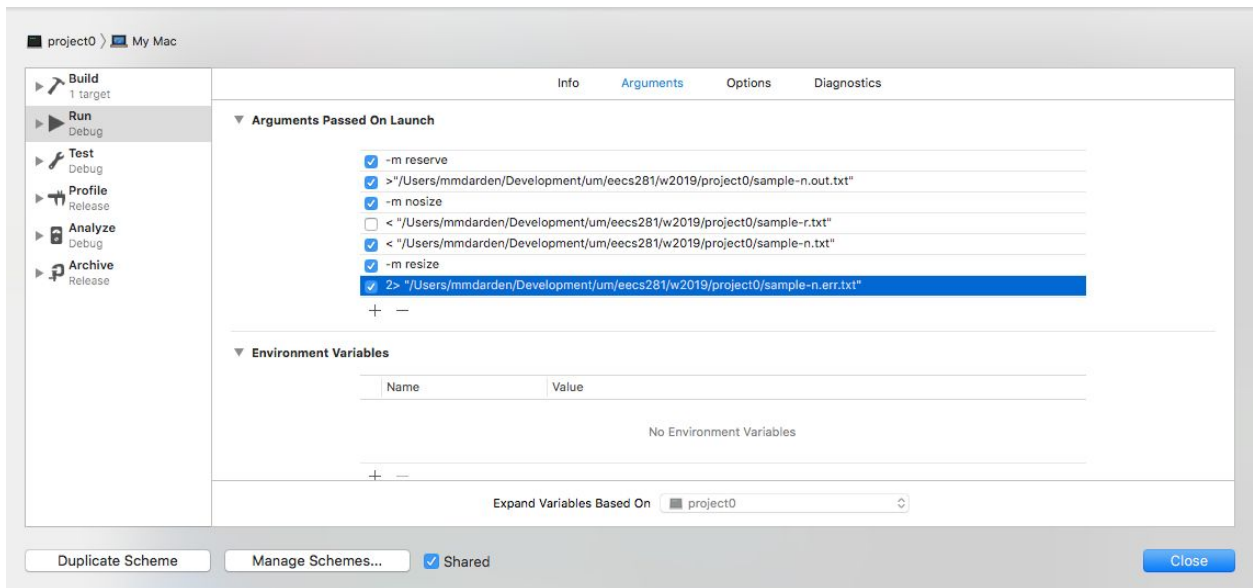 project0 〉 My Mac
Build
1 target
Run
Debug
Test
Debug
Profile
Release
Analyze
Debug
Archive
Release
Info Arguments Options Diagnostics
Arguments Passed On Launch
-m reserve
>"/Users/mmdarden/Development/um/eecs281/w2019/project0/sample-n.out.txt"
-m nosize
< "/Users/mmdarden/Development/um/eecs281/w2019/project0/sample-r.txt"
< "/Users/mmdarden/Development/um/eecs281/w2019/project0/sample-n.txt"
-m resize
2> "/Users/mmdarden/Development/um/eecs281/w2019/project0/sample-n.err.txt"
Environment Variables
Name Value
No Environment Variables
Expand Variables Based On project0
Duplicate Scheme Manage Schemes... Shared Close